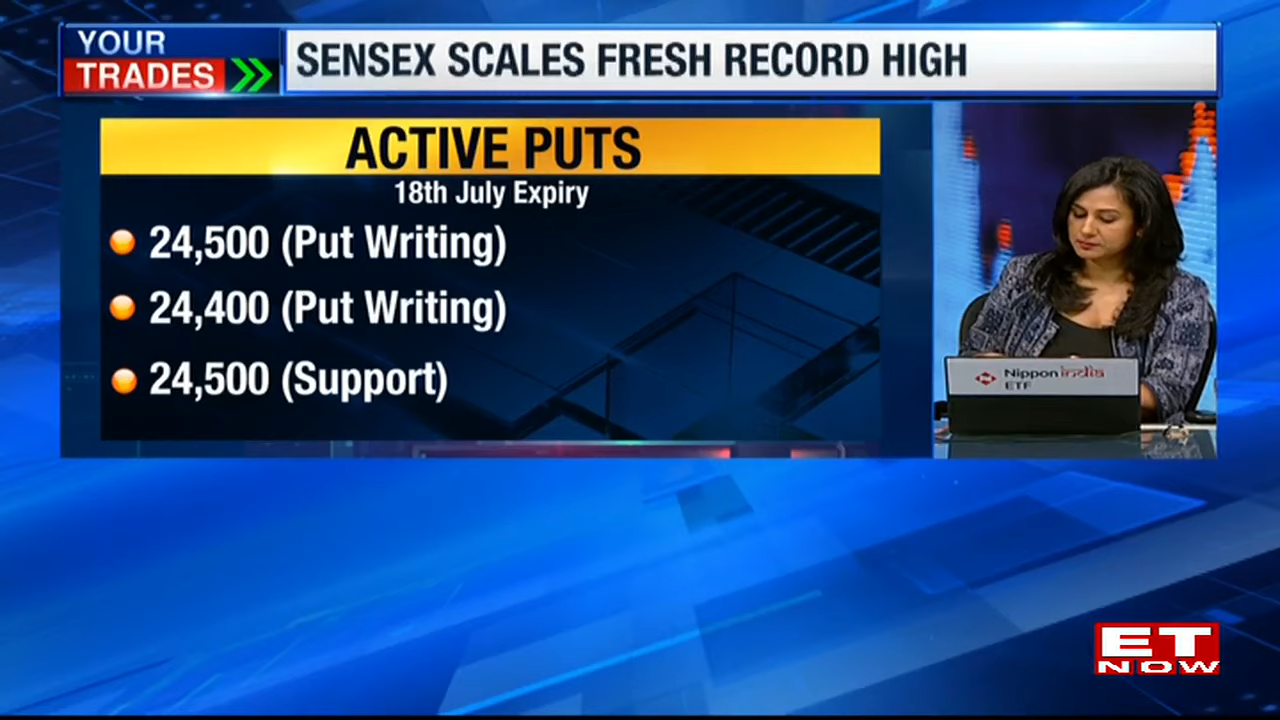 YOUR
TRADES
SENSEX SCALES FRESH RECORD HIGH
ACTIVE PUTS
18th July Expiry
24,500 (Put Writing)
24,400 (Put Writing)
24,500 (Support)
Nippon india
ETF
ET
NOW